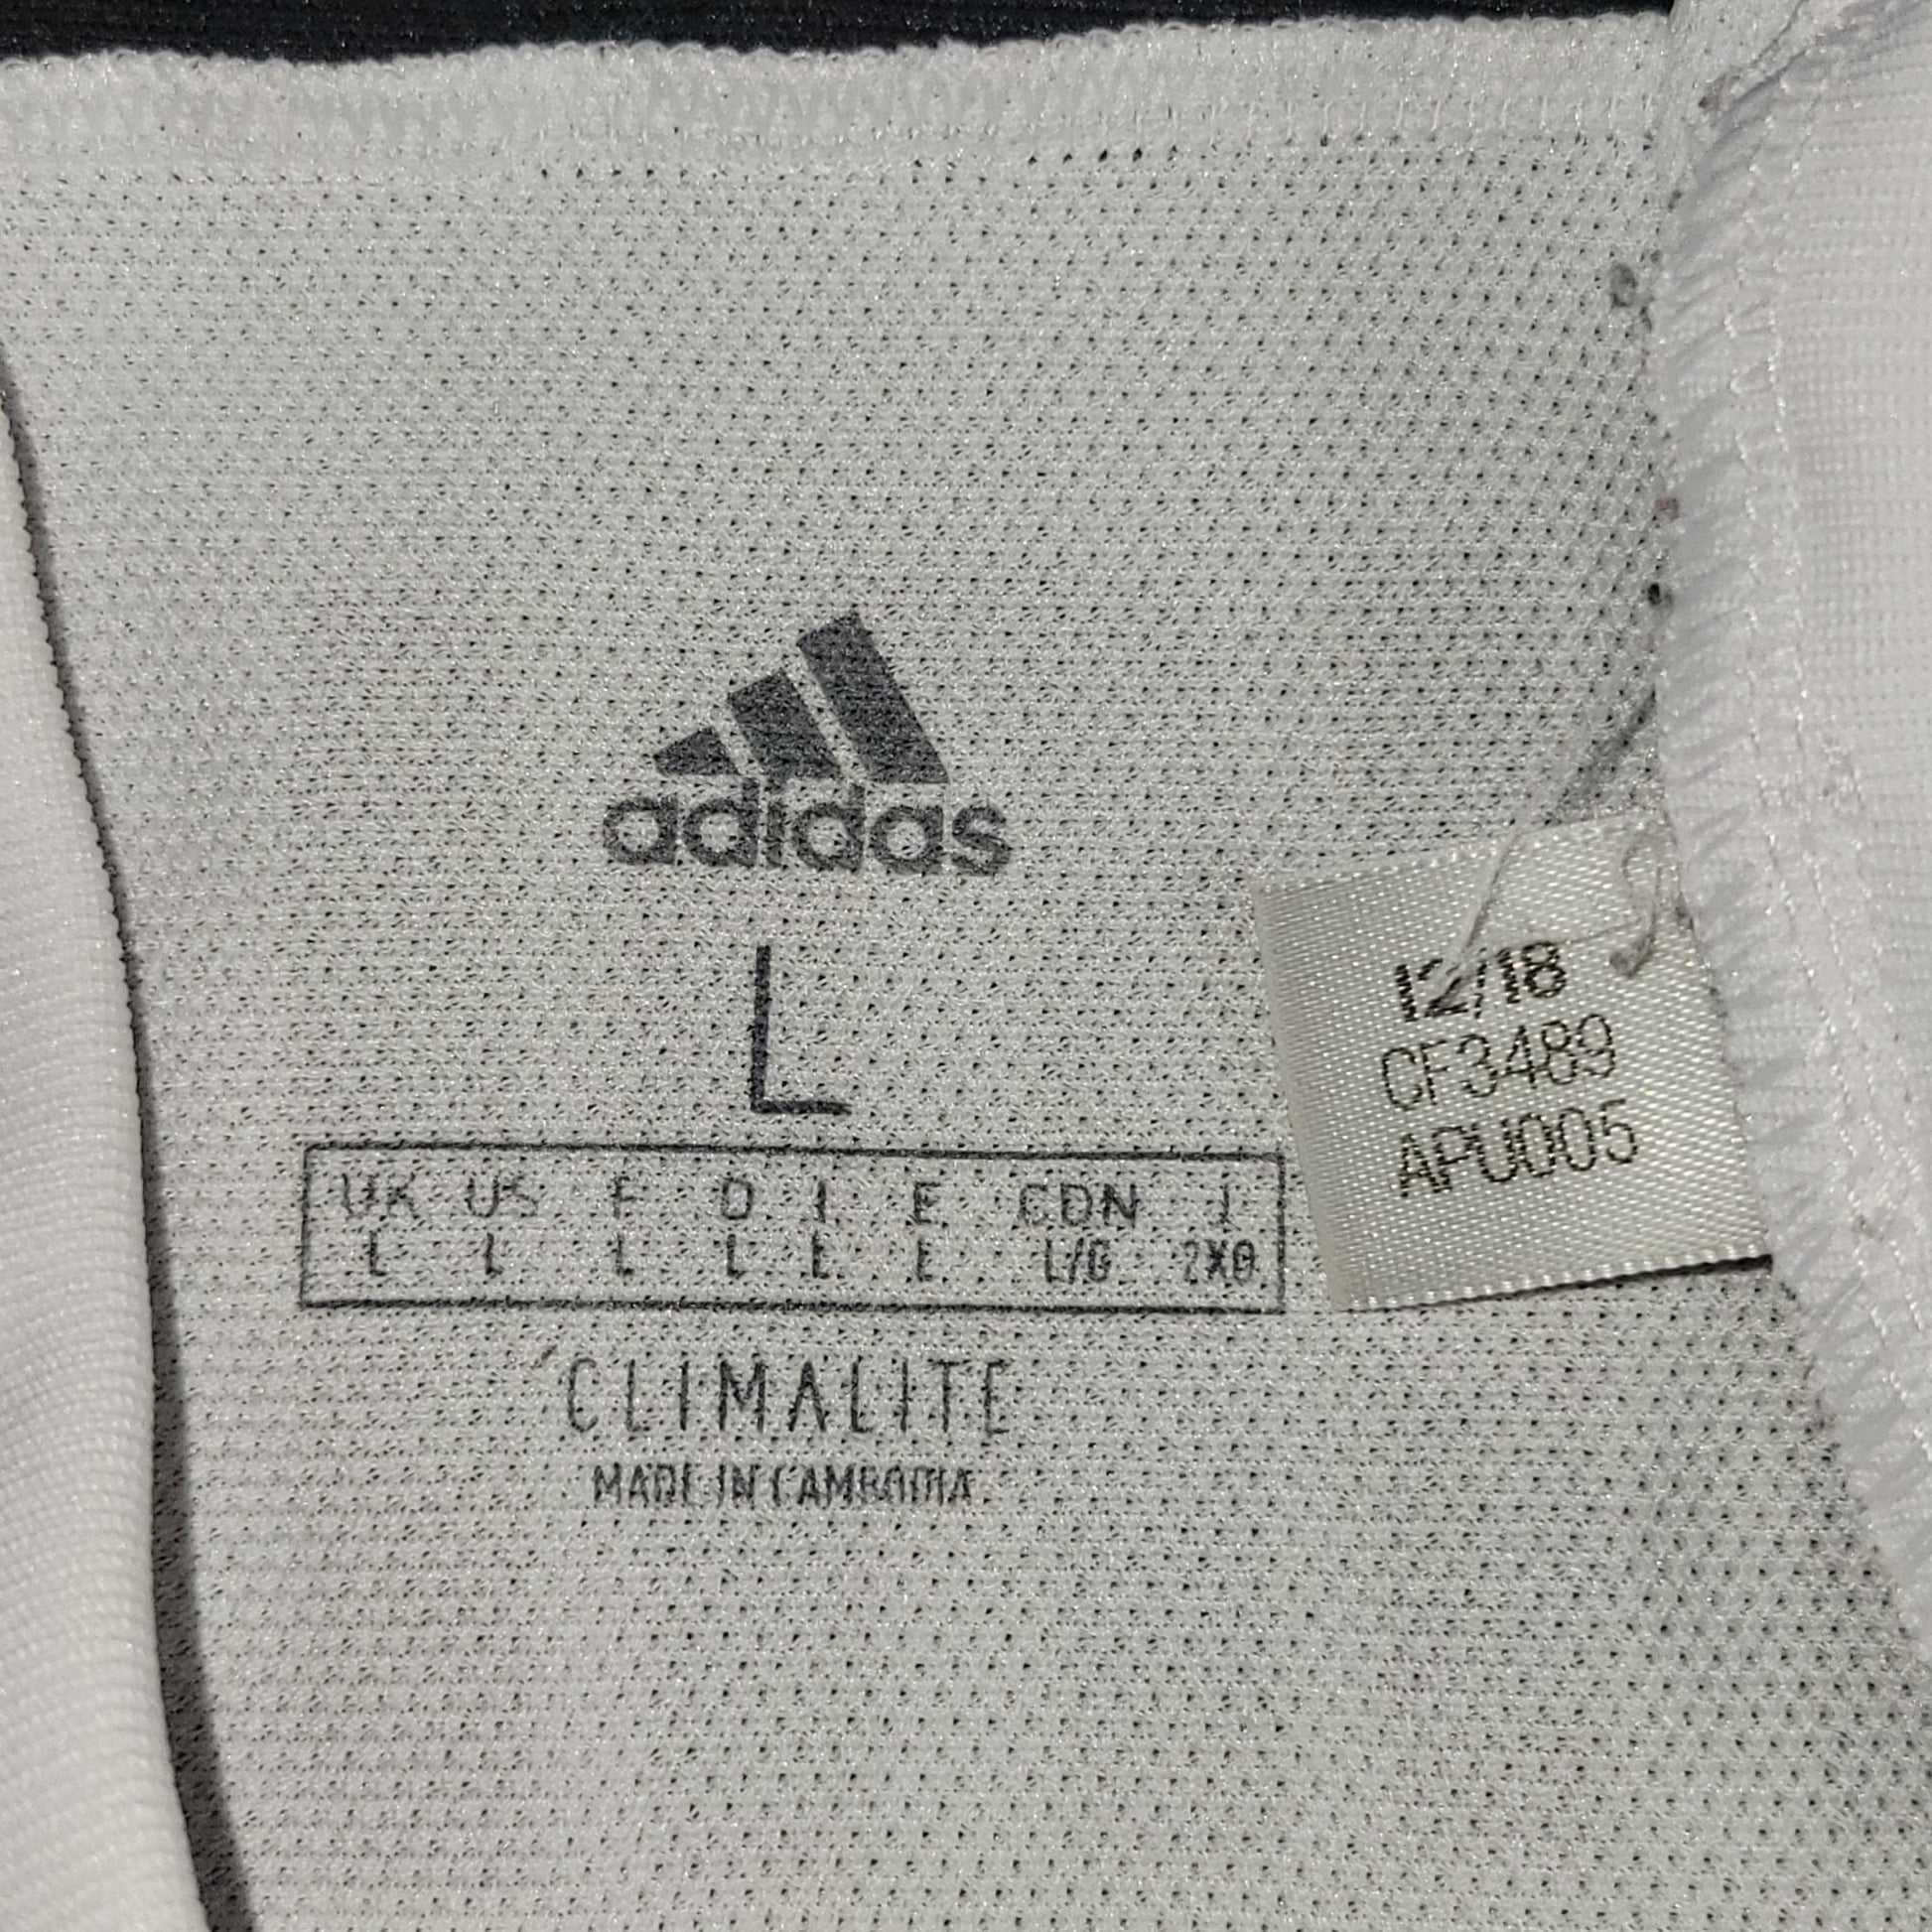 adidas
L
UK US F D I E CDN J
L L L L L L L/G 2XO
CLIMALITE
MADE IN CAMBODIA
12/18
CF3489
APU005